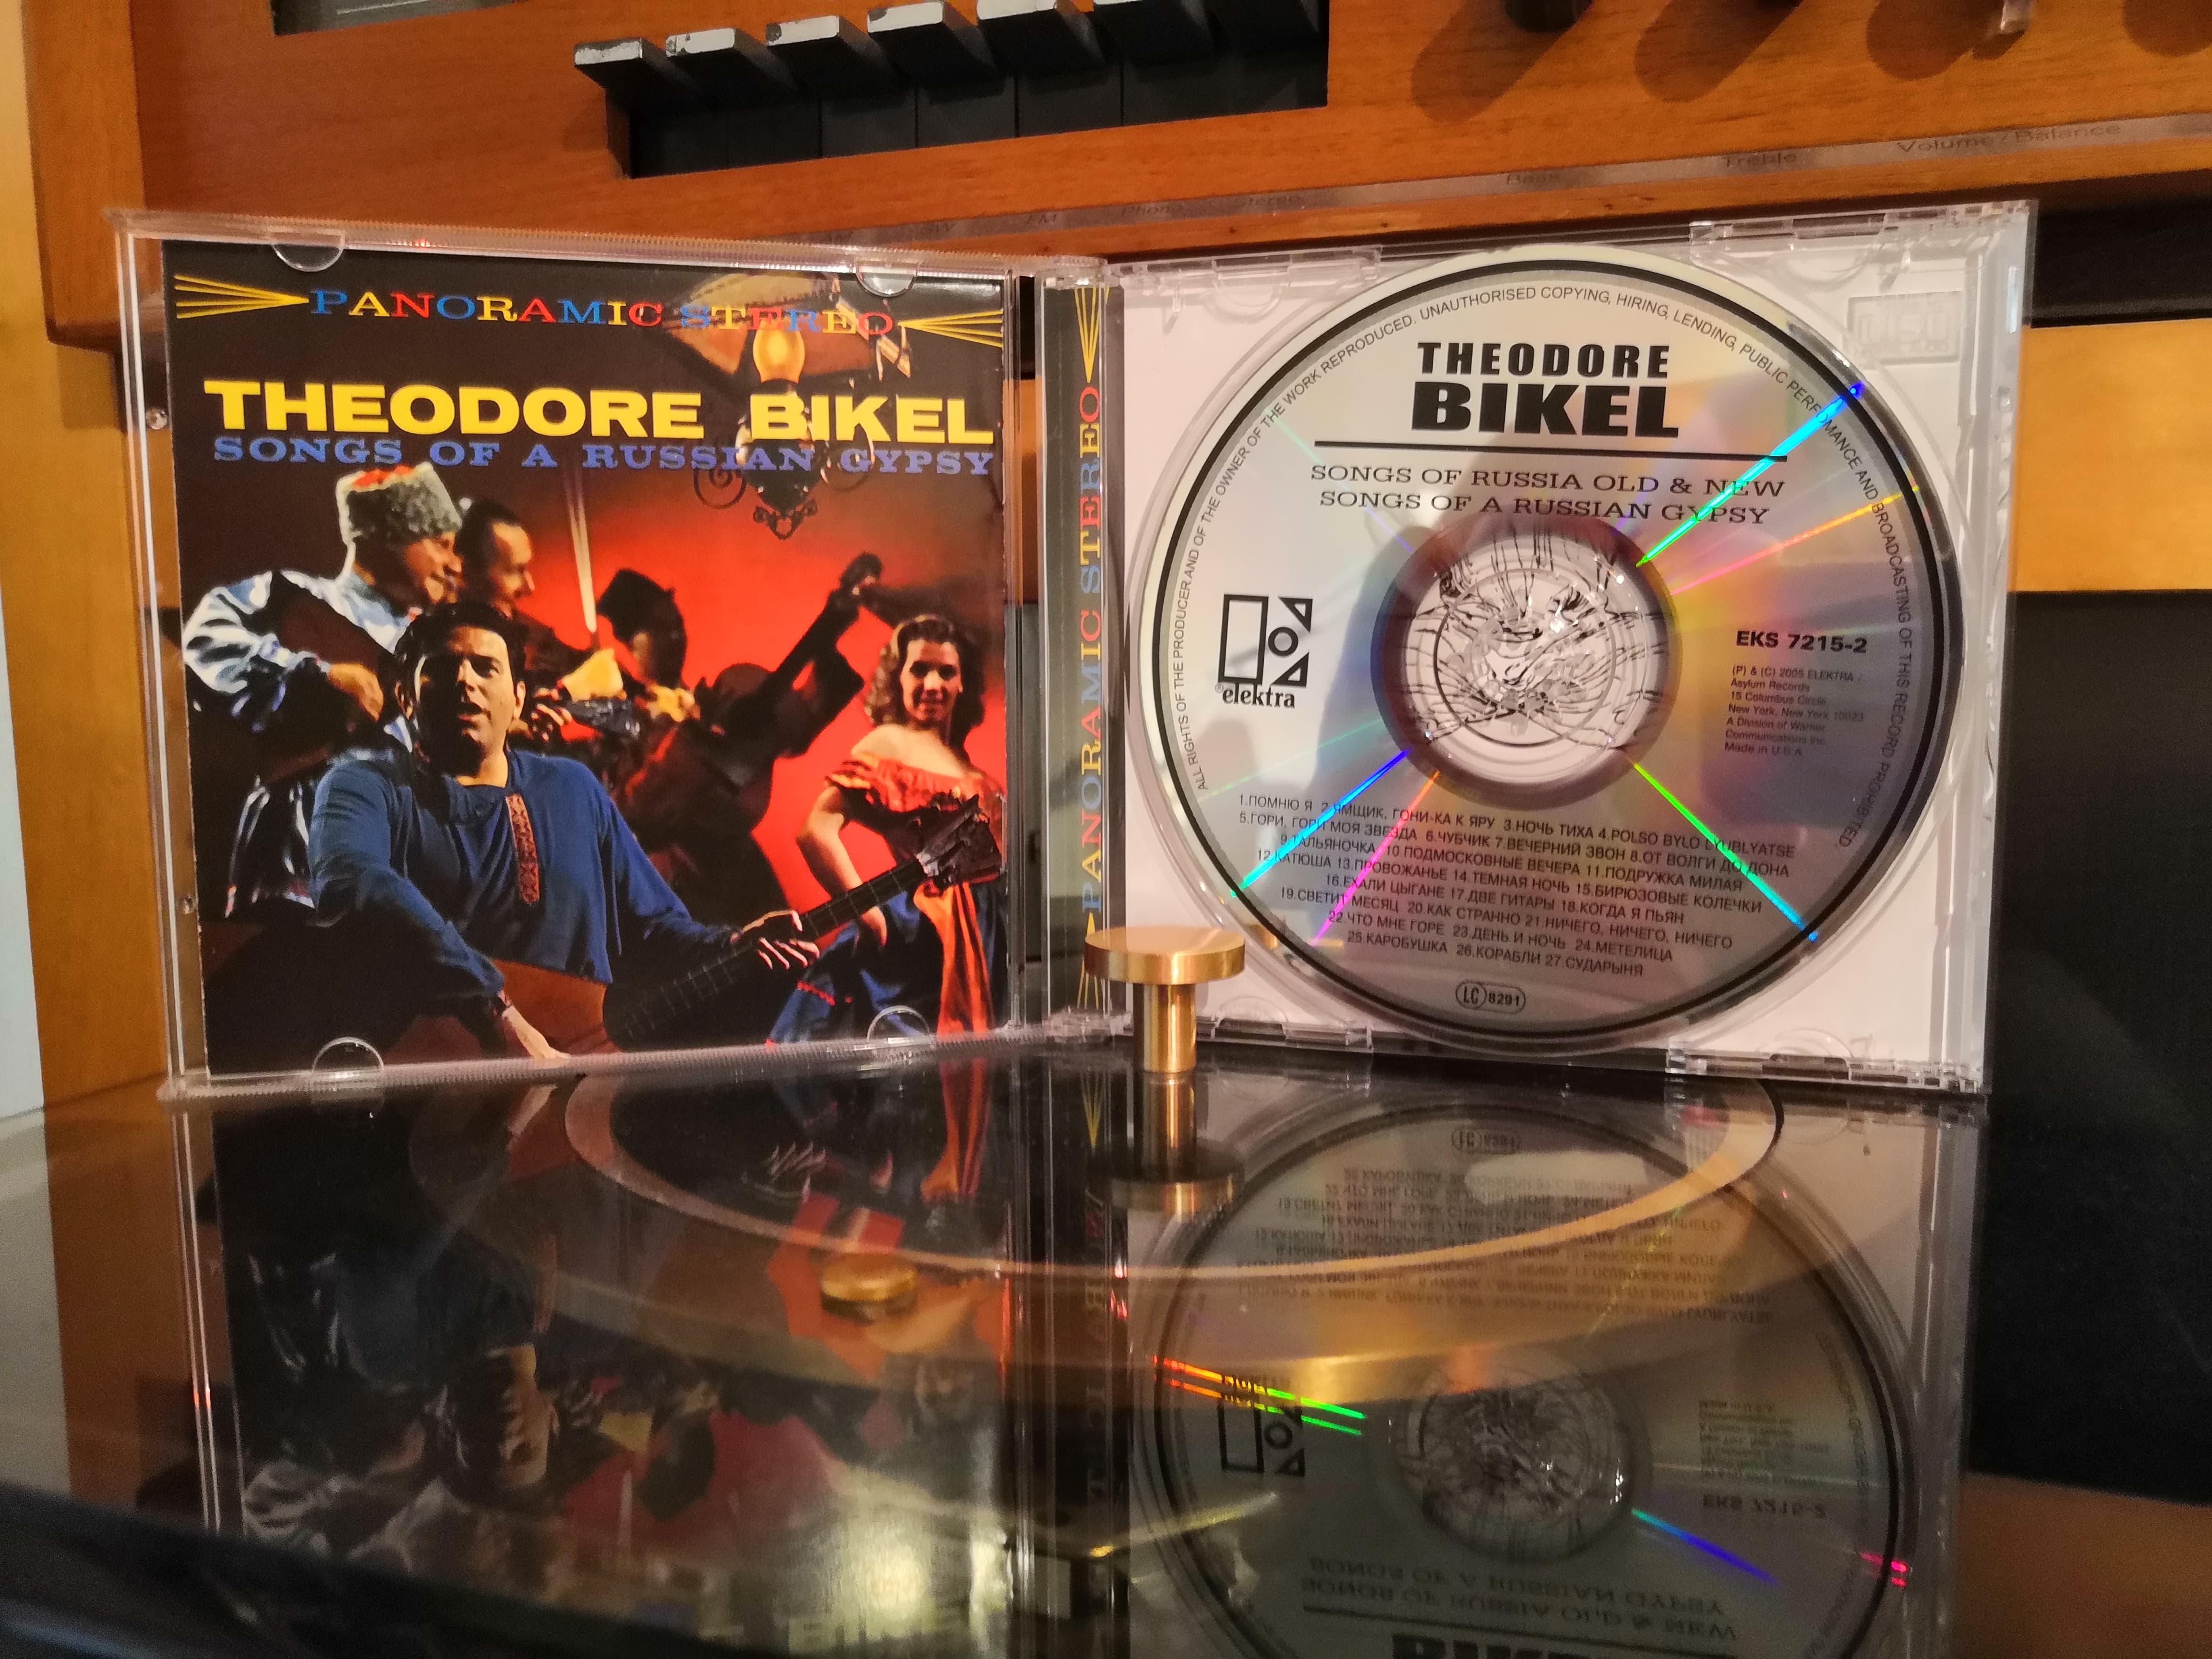 Treble
Volume/Balance
Bass
Stereo
Phono
FM
SW
PANORAMIC STEREO
THEODORE BIKEL
SONGS OF A RUSSIAN GYPSY
PANORAMIC STEREO
ALL RIGHTS OF THE PRODUCER AND OF THE OWNER OF THE WORK REPRODUCED. UNAUTHORISED COPYING, HIRING, LENDING, PUBLIC PERFOMANCE AND BROADCASTING OF THIS RECORD PROHIBITED.
THEODORE
BIKEL
SONGS OF RUSSIA OLD & NEW
SONGS OF A RUSSIAN GYPSY
elektra
EKS 7215-2
(P) & (C) 2005 ELEKTRA /
Asylum Records
15 Columbus Circle
New York, New York 10023
A Division of Warner
Communications Inc.
Made in U.S.A
1.ПОМНЮ Я 2.ЯМЩИК, ГОНИ-КА К ЯРУ 3.НОЧЬ ТИХА 4.POLSO BYLO LYUBLYATSE
5.ГОРИ, ГОРИ МОЯ ЗВЕЗДА 6.ЧУБЧИК 7.ВЕЧЕРНИЙ ЗВОН 8.ОТ ВОЛГИ ДО ДОНА
9.ТАЛЬЯНОЧКА 10 ПОДМОСКОВНЫЕ ВЕЧЕРА 11.ПОДРУЖКА МИЛАЯ
12.КАТЮША 13.ПРОВОЖАНЬЕ 14.ТЕМНАЯ НОЧЬ 15.БИРЮЗОВЫЕ КОЛЕЧКИ
16.ЕХАЛИ ЦЫГАНЕ 17.ДВЕ ГИТАРЫ 18.КОГДА Я ПЬЯН
19.СВЕТИТ МЕСЯЦ 20.КАК СТРАННО 21.НИЧЕГО, НИЧЕГО, НИЧЕГО
22.ЧТО МНЕ ГОРЕ 23.ДЕНЬ И НОЧЬ 24.МЕТЕЛИЦА
25.КАРОБУШКА 26.КОРАБЛИ 27.СУДАРЫНЯ
LC 8291